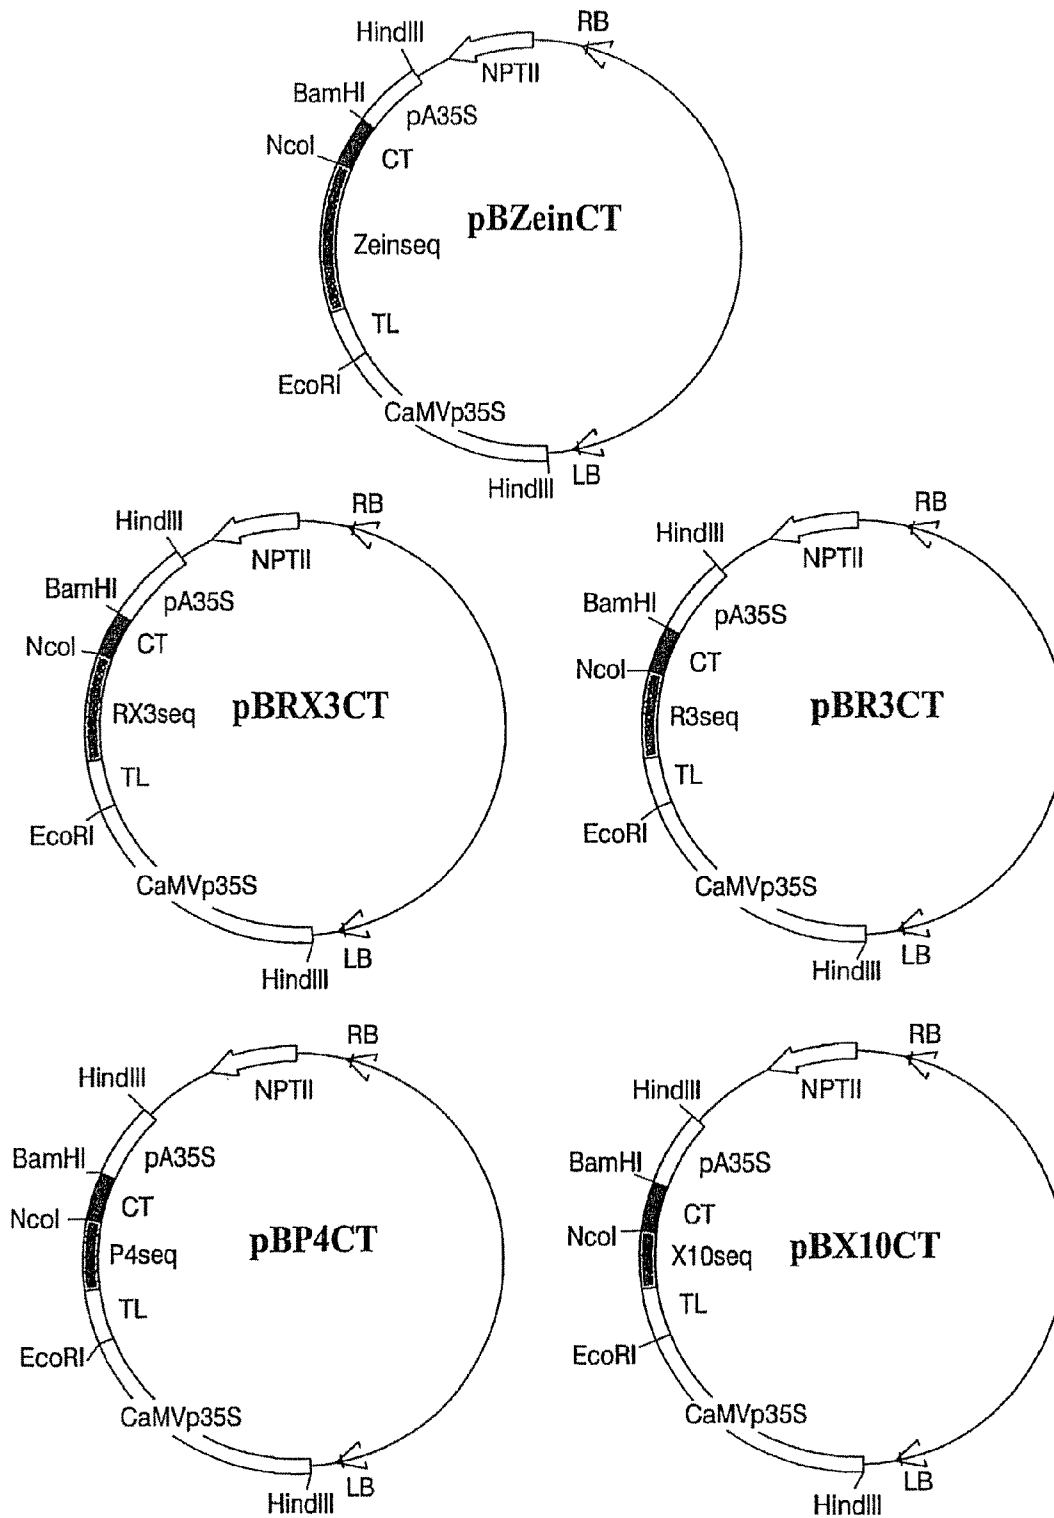 RB
HindIII
NPTII
BamHI
pA35S
NcoI
CT
pBZeinCT
Zeinseq
TL
EcoRI
CaMVp35S
HindIII
LB
RB
HindIII
NPTII
BamHI
pA35S
NcoI
CT
RX3seq
pBRX3CT
TL
EcoRI
CaMVp35S
LB
HindIII
RB
HindIII
NPTII
BamHI
pA35S
NcoI
CT
R3seq
pBR3CT
TL
EcoRI
CaMVp35S
LB
HindIII
RB
HindIII
NPTII
BamHI
pA35S
NcoI
CT
P4seq
pBP4CT
TL
EcoRI
CaMVp35S
LB
HindIII
RB
HindIII
NPTII
BamHI
pA35S
NcoI
CT
X10seq
pBX10CT
TL
EcoRI
CaMVp35S
LB
HindIII